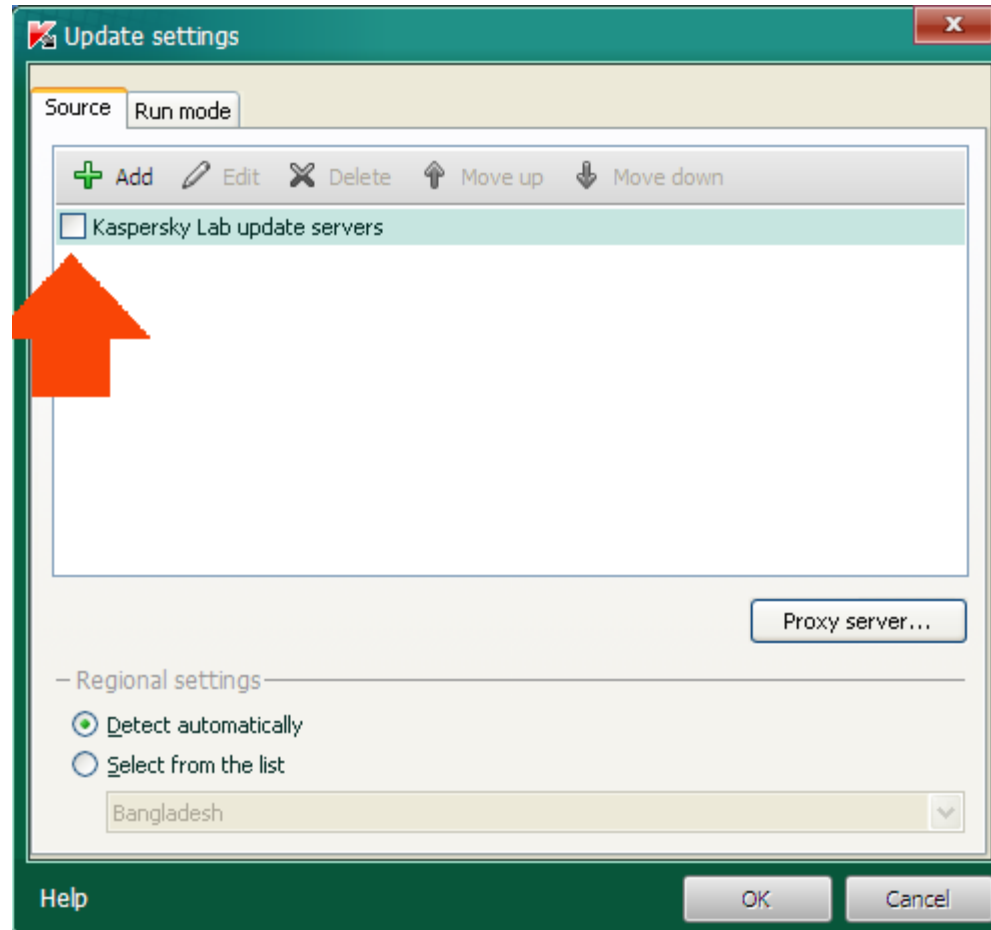 Update settings
Source Run mode
Add Edit Delete Move up Move down
Kaspersky Lab update servers
Proxy server...
Regional settings
Detect automatically
Select from the list
Bangladesh
Help OK Cancel